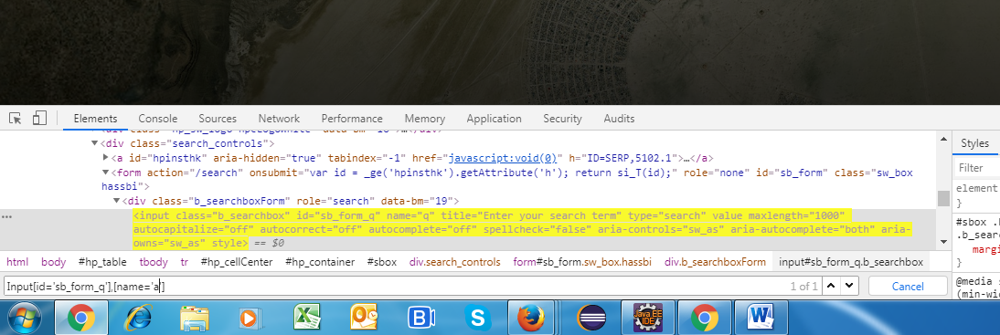 Elements Console Sources Network Performance Memory Application Security Audits
▼<div class="search_controls"> Styles
▶<a id="hpinsthk" aria-hidden="true" tabindex="-1" href="javascript:void(0)" h="ID=SERP,5102.1">…</a>
▼<form action="/search" onsubmit="var id = _ge('hpinsthk').getAttribute('h'); return si_T(id);" role="none" id="sb_form" class="sw_box Filter
hassbi"> element
▼<div class="b_searchboxForm" role="search" data-bm="19"> }
… <input class="b_searchbox" id="sb_form_q" name="q" title="Enter your search term" type="search" value maxlength="1000" #sbox .
autocapitalize="off" autocorrect="off" autocomplete="off" spellcheck="false" aria-controls="sw_as" aria-autocomplete="both" aria- .b_sea
owns="sw_as" style> == $0 margi
html body #hp_table tbody tr #hp_cellCenter #hp_container #sbox div.search_controls form#sb_form.sw_box.hassbi div.b_searchboxForm input#sb_form_q.b_searchbox }
Input[id='sb_form_q'],[name='a'] 1 of 1 Cancel @media s
(min-wi